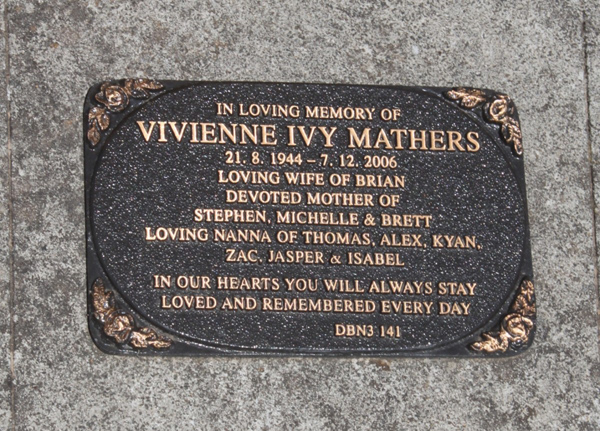 IN LOVING MEMORY OF
VIVIENNE IVY MATHERS
21. 8. 1944 – 7. 12. 2006
LOVING WIFE OF BRIAN
DEVOTED MOTHER OF
STEPHEN, MICHELLE & BRETT
LOVING NANNA OF THOMAS, ALEX, KYAN,
ZAC, JASPER & ISABEL
IN OUR HEARTS YOU WILL ALWAYS STAY
LOVED AND REMEMBERED EVERY DAY
DBN3 141